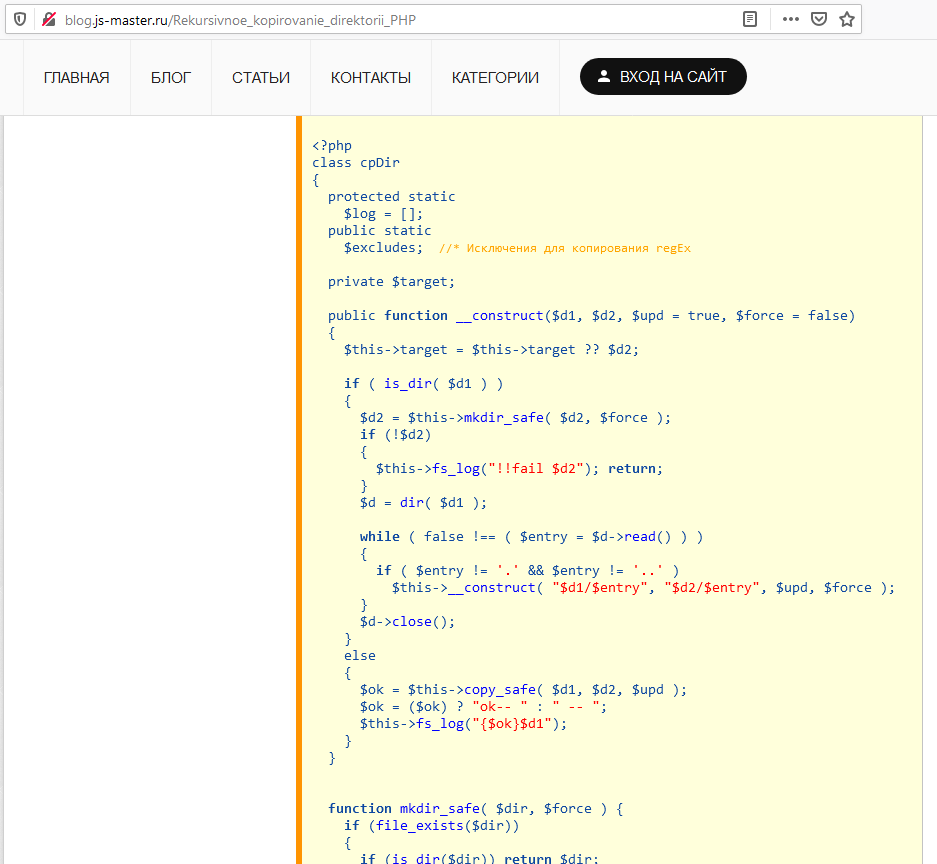 blog.js-master.ru/Rekursivnoe_kopirovanie_direktorii_PHP
ГЛАВНАЯ БЛОГ СТАТЬИ КОНТАКТЫ КАТЕГОРИИ ВХОД НА САЙТ
<?php
class cpDir
{
  protected static
    $log = [];
  public static
    $excludes;  //* Исключения для копирования regEx

  private $target;

  public function __construct($d1, $d2, $upd = true, $force = false)
  {
    $this->target = $this->target ?? $d2;

    if ( is_dir( $d1 ) )
    {
      $d2 = $this->mkdir_safe( $d2, $force );
      if (!$d2)
      {
        $this->fs_log("!!fail $d2"); return;
      }
      $d = dir( $d1 );

      while ( false !== ( $entry = $d->read() ) )
      {
        if ( $entry != '.' && $entry != '..' )
          $this->__construct( "$d1/$entry", "$d2/$entry", $upd, $force );
      }
      $d->close();
    }
    else
    {
      $ok = $this->copy_safe( $d1, $d2, $upd );
      $ok = ($ok) ? "ok-- " : " -- ";
      $this->fs_log("{$ok}$d1");
    }
  }

  function mkdir_safe( $dir, $force ) {
    if (file_exists($dir))
    {
      if (is_dir($dir)) return $dir;